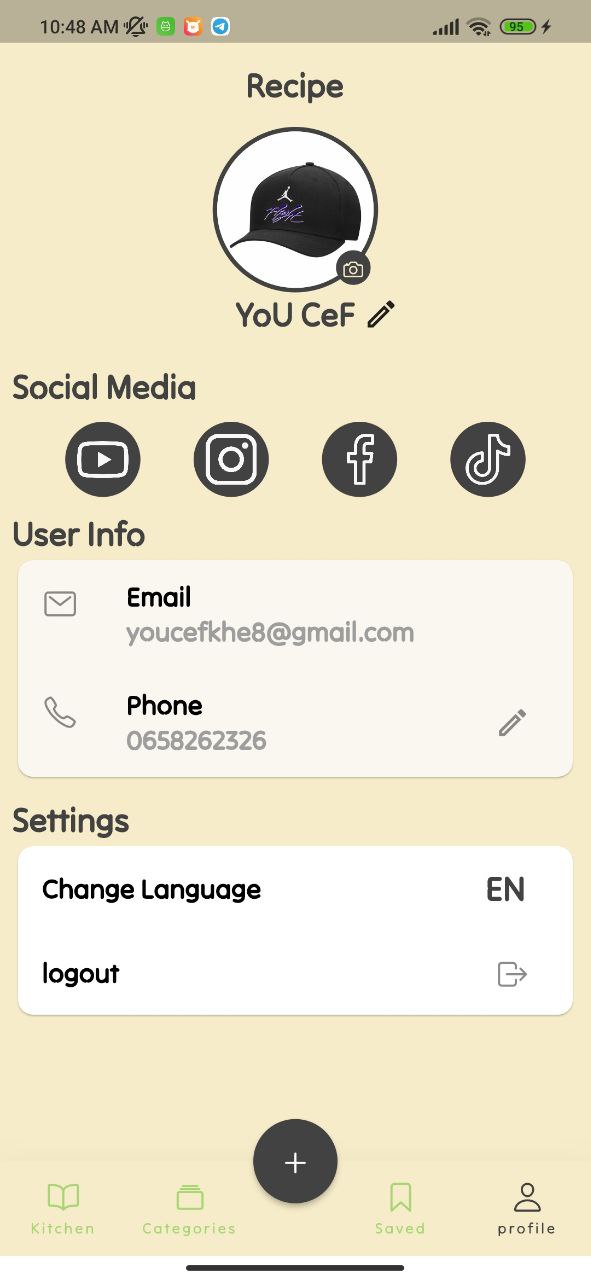 10:48 AM
95
Recipe
Flight
YoU CeF
Social Media
User Info
Email
youcefkhe8@gmail.com
Phone
0658262326
Settings
Change Language EN
logout
Kitchen Categories Saved profile